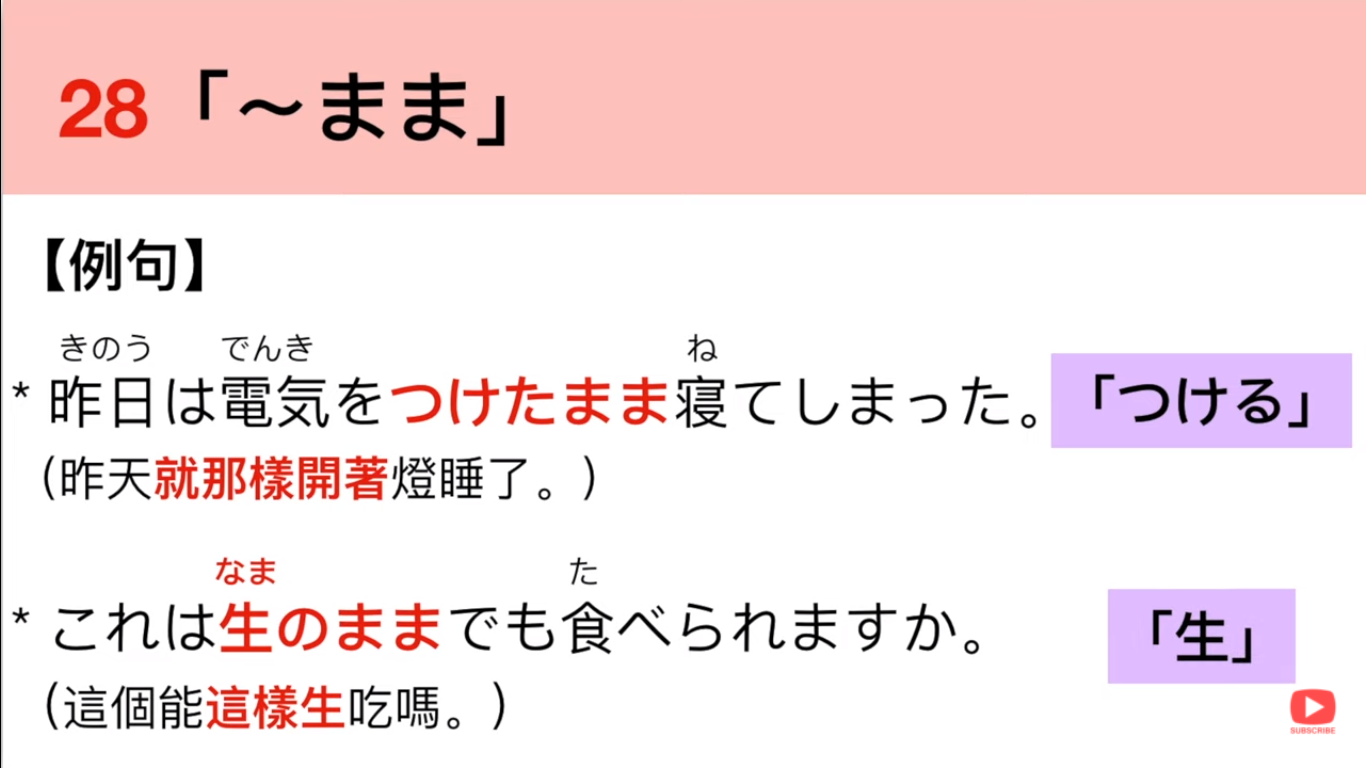 28「～まま」
【例句】
きのう でんき ね
* 昨日は電気をつけたまま寝てしまった。 「つける」
（昨天就那樣開著燈睡了。）
なま た
* これは生のままでも食べられますか。 「生」
（這個能這樣生吃嗎。）
SUBSCRIBE